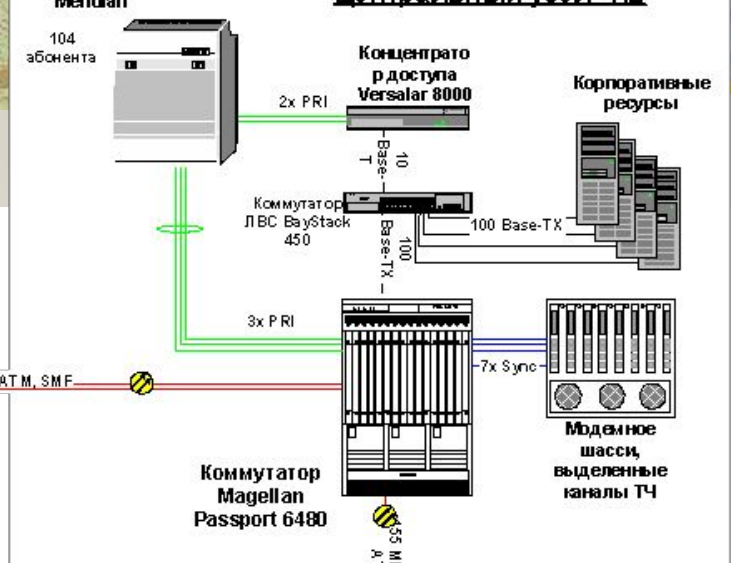 Meridian
104
абонента
Концентрато
р доступа
Versalar 8000
Корпоративные
ресурсы
2x PRI
10
Base-
T
Коммутатор
ЛВС BayStack
450
100 Base-TX
100
Base-TX
3x PRI
7x Sync
ATM, SMF
Модемное
шасси,
выделенные
каналы ТЧ
Коммутатор
Magellan
Passport 6480